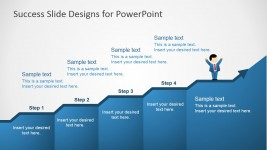 Success Slide Designs for PowerPoint
Sample Text
This is a sample text.
Insert your desired text here.
Sample Text
This is a sample text.
Insert your desired text here.
Sample Text
This is a sample text
Insert your desired text here.
Sample Text
This is a sample text.
Insert your desired text here.
Step 1
Insert your desired
text here.
Step 2
Insert your desired
text here.
Step 3
Insert your desired
text here.
Step 4
Insert your desired
text here.
Sample Text
This is a sample text.
Insert your desired text here.